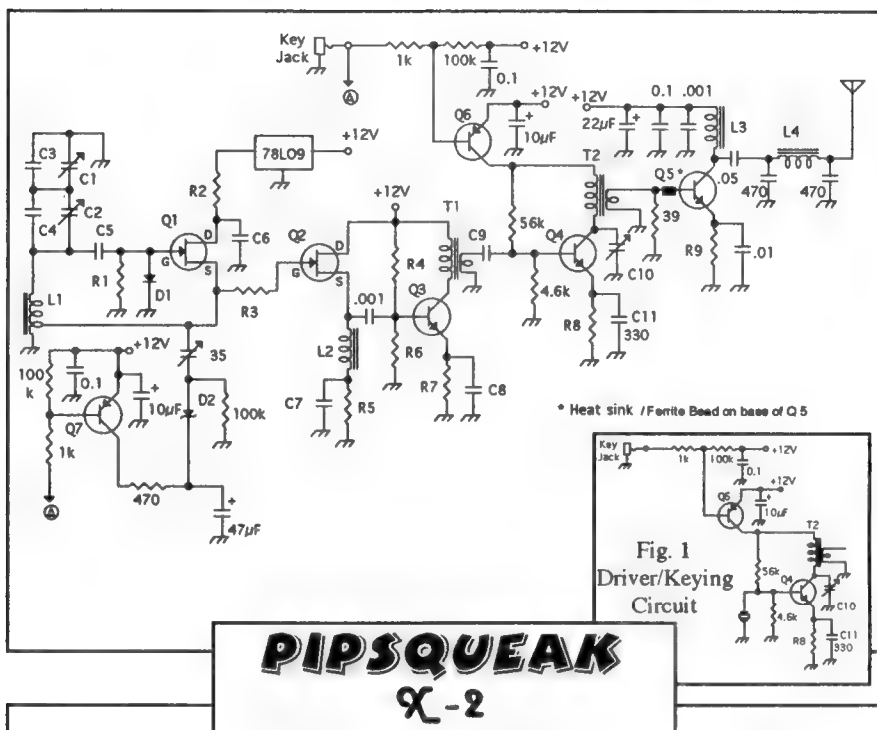 Key
Jack
1k
100k
+12V
0.1
A
Q6
+12V
10µF
+
+12V
22µF
+
0.1
.001
L3
L4
.05
470
470
C3
C1
C4
C2
C5
R2
78L09
+12V
Q1
D
G
S
C6
R1
D1
R3
L1
Q2
D
G
S
+12V
T1
R4
C9
.001
Q3
L2
R6
R7
C8
C7
R5
56k
Q4
4.6k
T2
C10
R8
C11
330
Q5*
39
R9
.01
+12V
100
k
0.1
+
10µF
Q7
1k
A
470
35
D2
100k
+
47µF
* Heat sink / Ferrite Bead on base of Q 5
Key
Jack
1k
100k
+12V
0.1
+12V
Q6
+
10µF
T2
56k
Q4
4.6k
C10
R8
C11
330
Fig. 1
Driver/Keying
Circuit
PIPSQUEAK
X-2